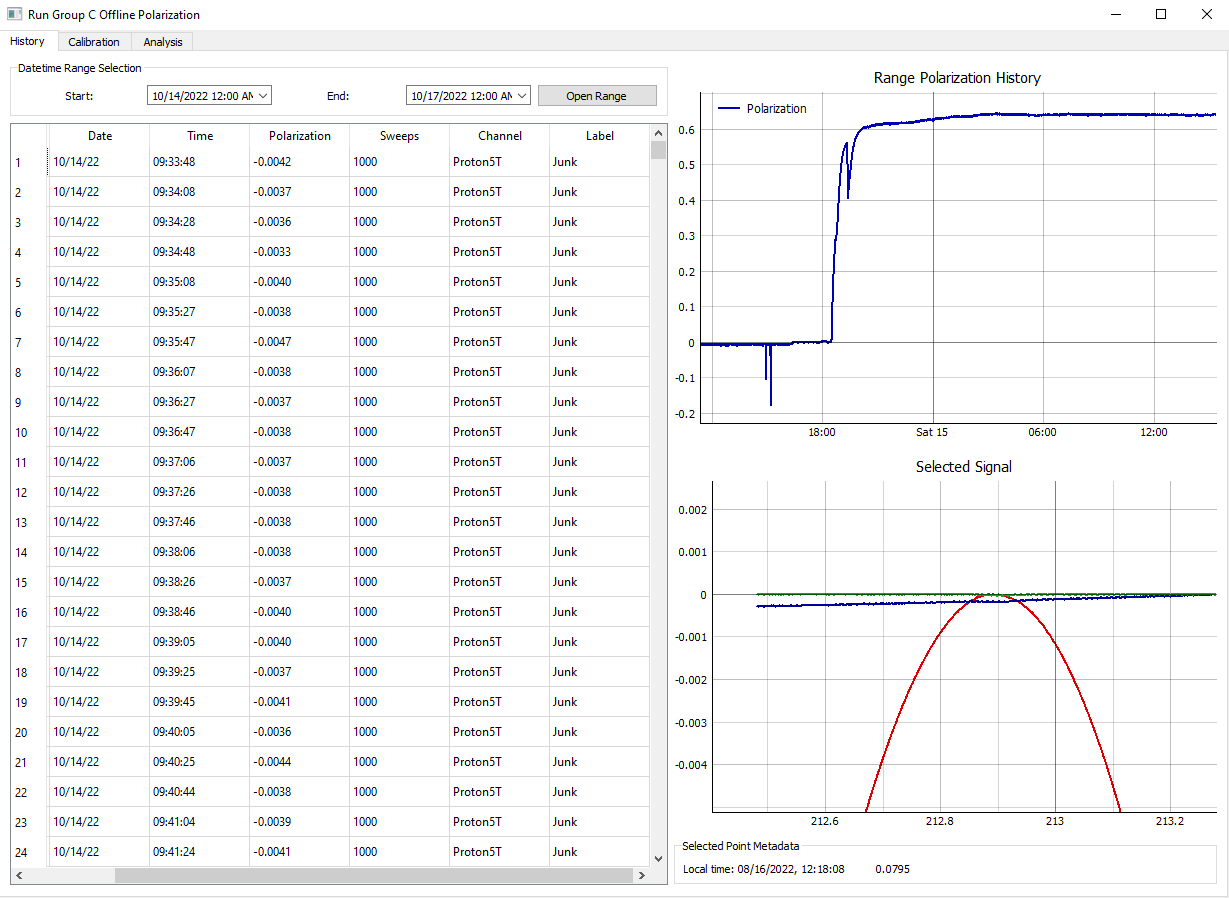 Run Group C Offline Polarization
History Calibration Analysis
Datetime Range Selection
Start: 10/14/2022 12:00 AM End: 10/17/2022 12:00 AM Open Range
Date Time Polarization Sweeps Channel Label
1 10/14/22 09:33:48 -0.0042 1000 Proton5T Junk
2 10/14/22 09:34:08 -0.0037 1000 Proton5T Junk
3 10/14/22 09:34:28 -0.0036 1000 Proton5T Junk
4 10/14/22 09:34:48 -0.0033 1000 Proton5T Junk
5 10/14/22 09:35:08 -0.0040 1000 Proton5T Junk
6 10/14/22 09:35:27 -0.0038 1000 Proton5T Junk
7 10/14/22 09:35:47 -0.0047 1000 Proton5T Junk
8 10/14/22 09:36:07 -0.0038 1000 Proton5T Junk
9 10/14/22 09:36:27 -0.0037 1000 Proton5T Junk
10 10/14/22 09:36:47 -0.0038 1000 Proton5T Junk
11 10/14/22 09:37:06 -0.0037 1000 Proton5T Junk
12 10/14/22 09:37:26 -0.0038 1000 Proton5T Junk
13 10/14/22 09:37:46 -0.0038 1000 Proton5T Junk
14 10/14/22 09:38:06 -0.0038 1000 Proton5T Junk
15 10/14/22 09:38:26 -0.0037 1000 Proton5T Junk
16 10/14/22 09:38:46 -0.0040 1000 Proton5T Junk
17 10/14/22 09:39:05 -0.0040 1000 Proton5T Junk
18 10/14/22 09:39:25 -0.0037 1000 Proton5T Junk
19 10/14/22 09:39:45 -0.0041 1000 Proton5T Junk
20 10/14/22 09:40:05 -0.0036 1000 Proton5T Junk
21 10/14/22 09:40:25 -0.0044 1000 Proton5T Junk
22 10/14/22 09:40:44 -0.0038 1000 Proton5T Junk
23 10/14/22 09:41:04 -0.0039 1000 Proton5T Junk
24 10/14/22 09:41:24 -0.0041 1000 Proton5T Junk
Range Polarization History
Polarization
0.6
0.5
0.4
0.3
0.2
0.1
0
-0.1
-0.2
18:00 Sat 15 06:00 12:00
Selected Signal
0.002
0.001
0
-0.001
-0.002
-0.003
-0.004
212.6 212.8 213 213.2
Selected Point Metadata
Local time: 08/16/2022, 12:18:08 0.0795